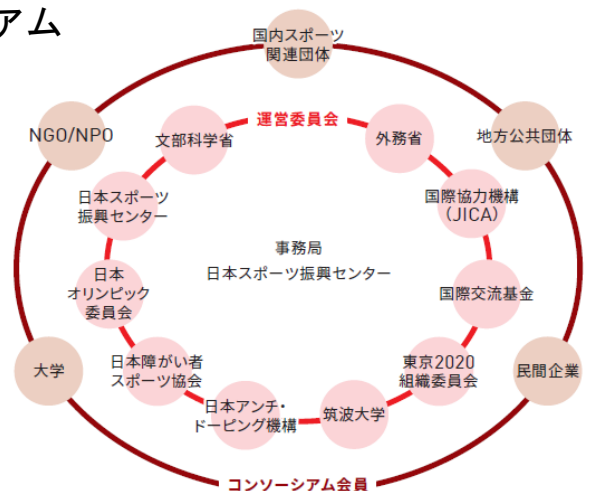 アム
国内スポーツ
関連団体
NGO/NPO
運営委員会
文部科学省
外務省
地方公共団体
日本スポーツ
振興センター
国際協力機構
（JICA）
事務局
日本スポーツ振興センター
日本
オリンピック
委員会
国際交流基金
大学
日本障がい者
スポーツ協会
東京2020
組織委員会
民間企業
日本アンチ・
ドーピング機構
筑波大学
コンソーシアム会員